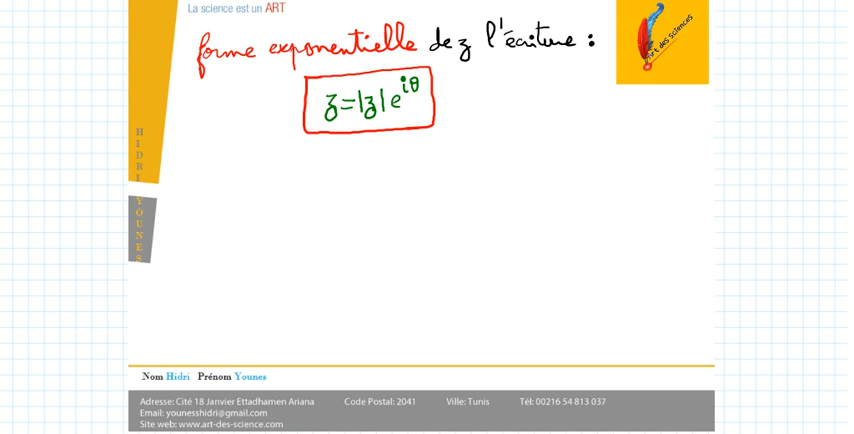 La science est un ART
forme exponentielle de z l'écriture :
z=|z|e^{iθ}
Art des Sciences
HIDRI YOUNES
Nom Hidri Prénom Younes
Adresse: Cité 18 Janvier Ettadhamen Ariana Code Postal: 2041 Ville: Tunis Tél: 00216 54 813 037
Email: younesshidri@gmail.com
Site web: www.art-des-science.com